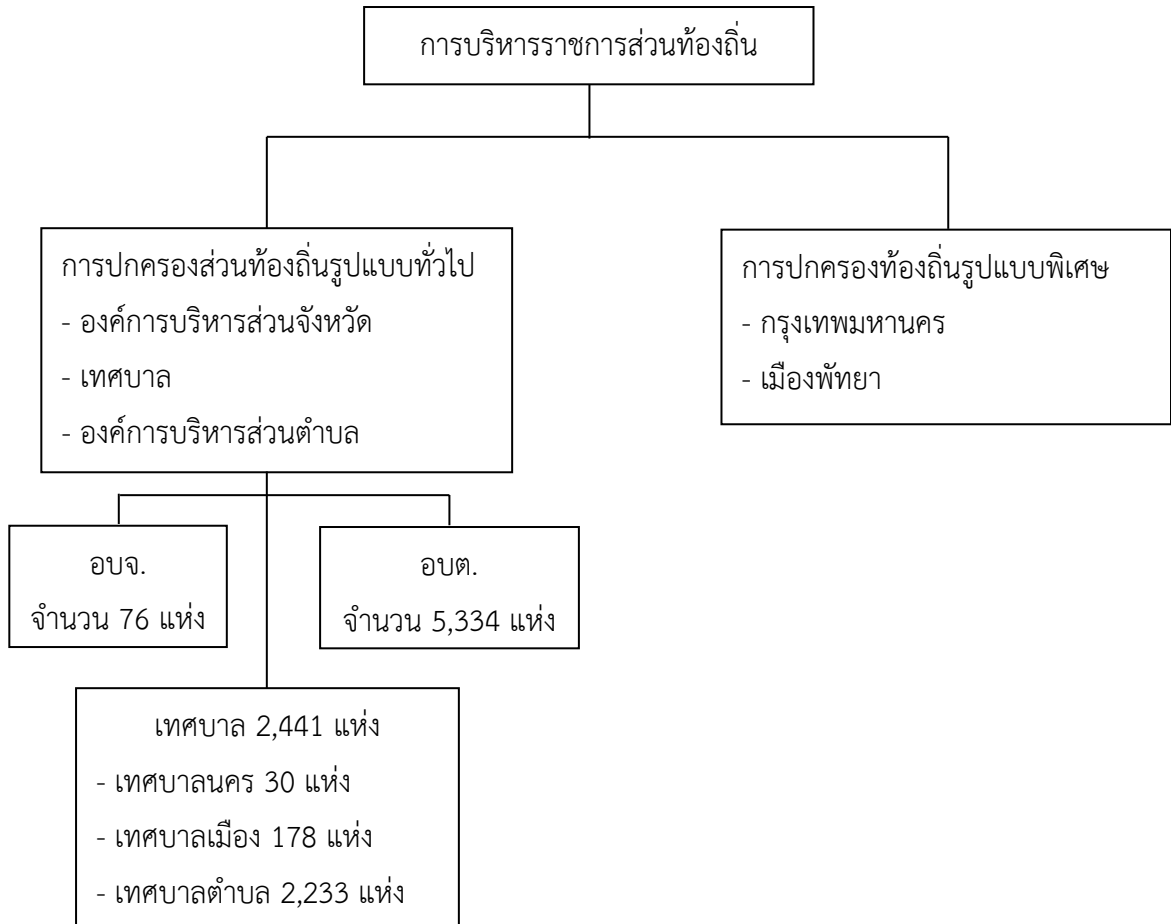 การบริหารราชการส่วนท้องถิ่น
การปกครองส่วนท้องถิ่นรูปแบบทั่วไป
- องค์การบริหารส่วนจังหวัด
- เทศบาล
- องค์การบริหารส่วนตำบล
การปกครองท้องถิ่นรูปแบบพิเศษ
- กรุงเทพมหานคร
- เมืองพัทยา
อบจ.
จำนวน 76 แห่ง
อบต.
จำนวน 5,334 แห่ง
เทศบาล 2,441 แห่ง
- เทศบาลนคร 30 แห่ง
- เทศบาลเมือง 178 แห่ง
- เทศบาลตำบล 2,233 แห่ง